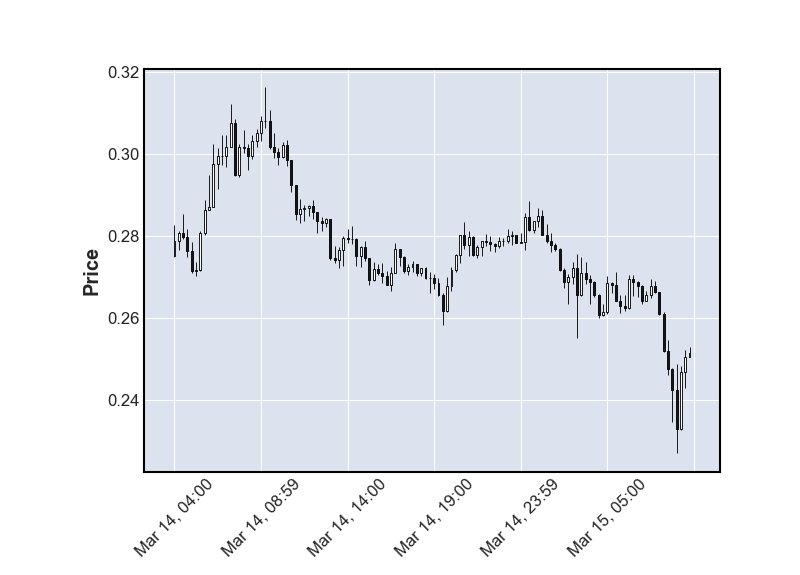 0.32
0.30
0.28
0.26
0.24
Price
Mar 14, 04:00
Mar 14, 08:59
Mar 14, 14:00
Mar 14, 19:00
Mar 14, 23:59
Mar 15, 05:00